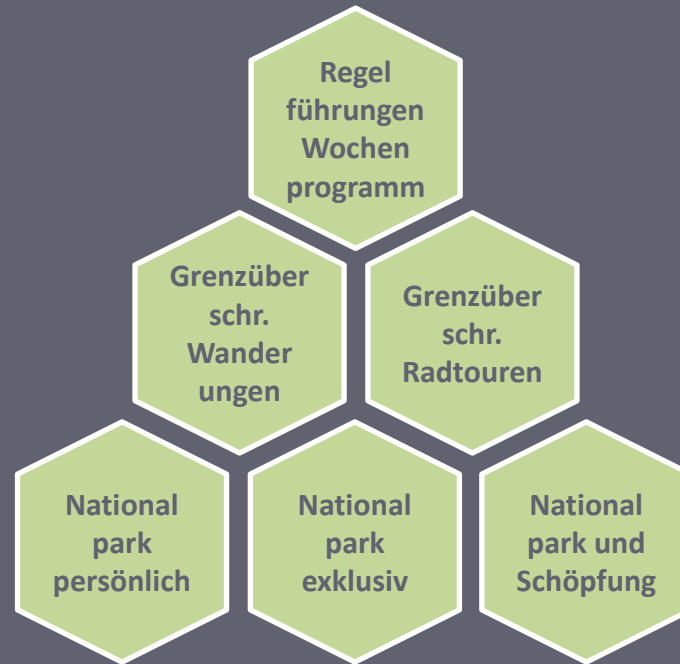 Regel
führungen
Wochen
programm
Grenzüber
schr.
Wander
ungen
Grenzüber
schr.
Radtouren
National
park
persönlich
National
park
exklusiv
National
park und
Schöpfung